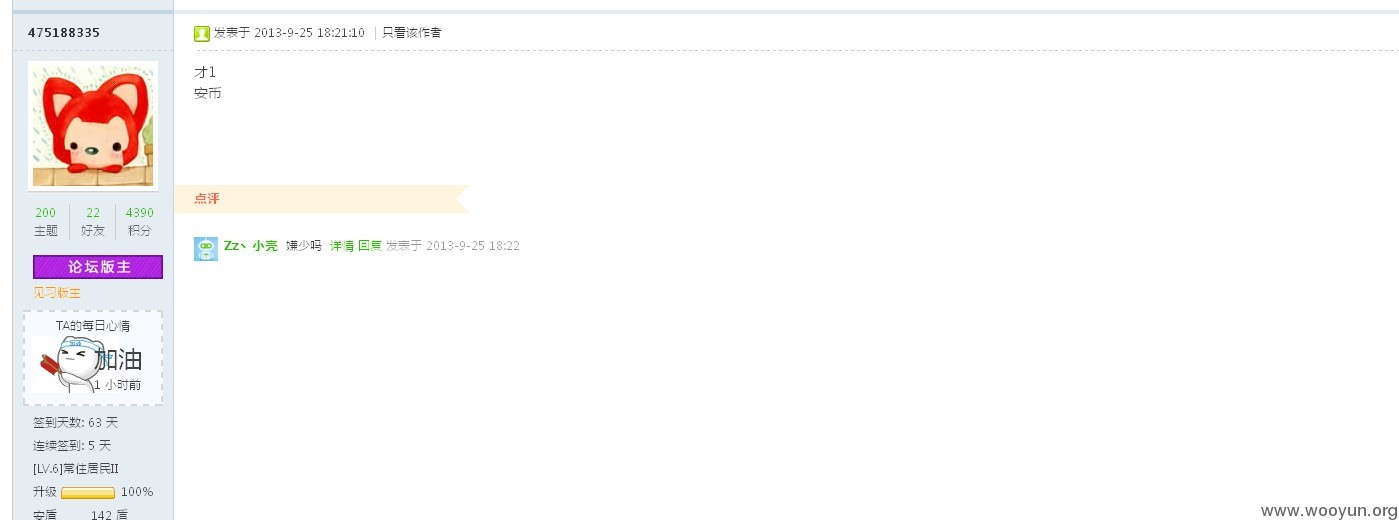 475188335
发表于 2013-9-25 18:21:10 |只看该作者
才1
安币
点评
Zz丶小亮 嫌少吗 详情 回复 发表于 2013-9-25 18:22
200 22 4390
主题 好友 积分
论坛版主
见习版主
TA的每日心情
加油
1 小时前
签到天数: 63 天
连续签到: 5 天
[LV.6]常住居民II
升级 100%
安盾 142 盾
www.wooyun.org